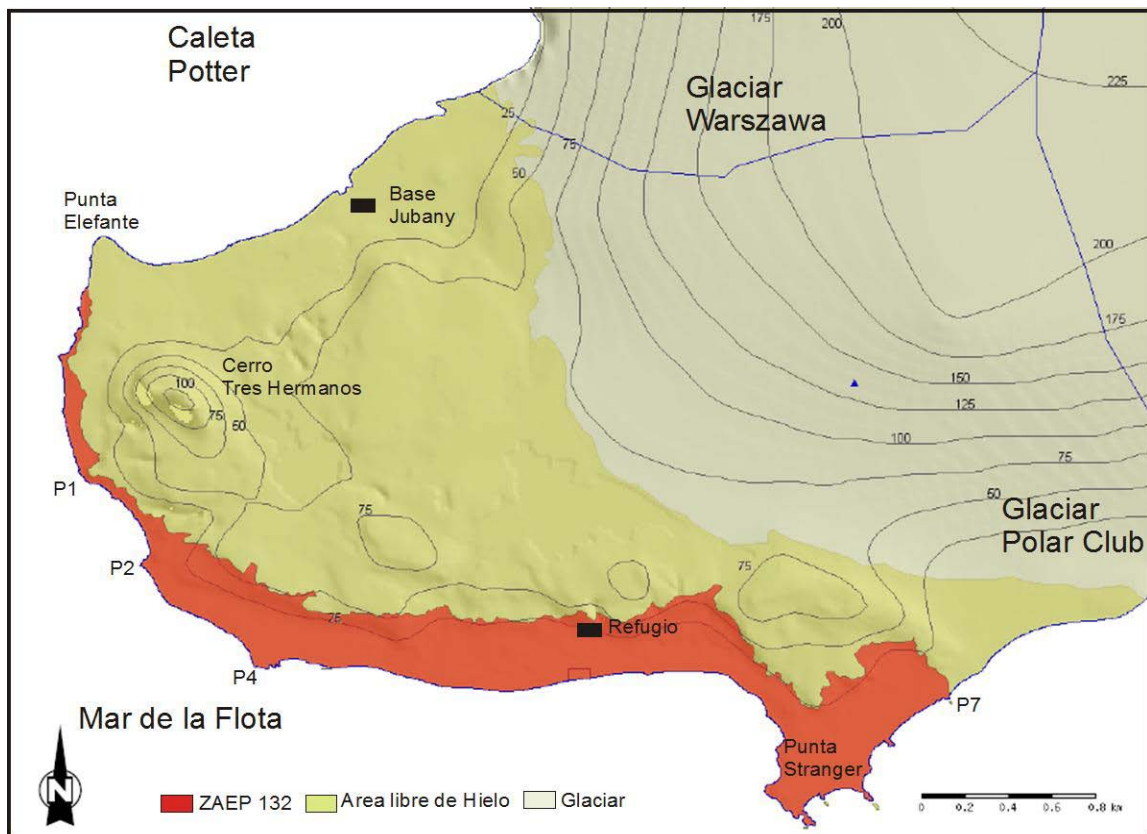 Caleta
Potter
175
200
225
Glaciar
Warszawa
25
75
50
Base
Jubany
Punta
Elefante
200
175
Cerro
Tres Hermanos
100
75
50
150
125
100
75
50
P1
75
Glaciar
Polar Club
P2
75
75
Refugio
P4
P7
Mar de la Flota
Punta
Stranger
N
ZAEP 132
Area libre de Hielo
Glaciar
0 0.2 0.4 0.6 0.8 km